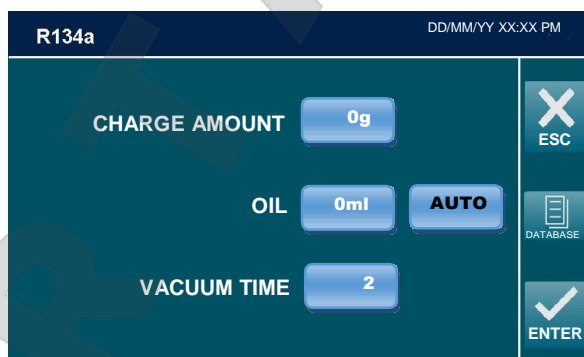 R134a DD/MM/YY XX:XX PM
CHARGE AMOUNT 0g
ESC
OIL 0ml AUTO
DATABASE
VACUUM TIME 2
ENTER